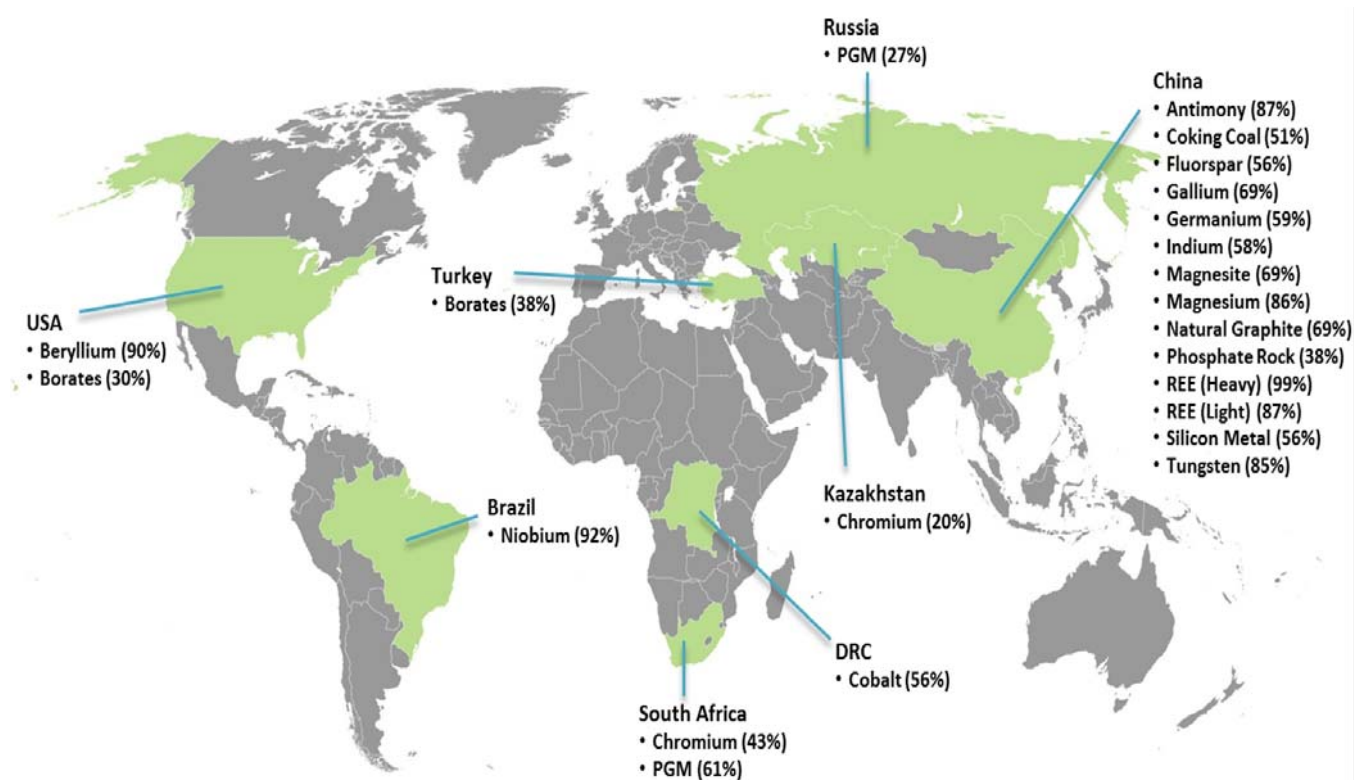 Russia
• PGM (27%)
China
• Antimony (87%)
• Coking Coal (51%)
• Fluorspar (56%)
• Gallium (69%)
• Germanium (59%)
• Indium (58%)
• Magnesite (69%)
• Magnesium (86%)
• Natural Graphite (69%)
• Phosphate Rock (38%)
• REE (Heavy) (99%)
• REE (Light) (87%)
• Silicon Metal (56%)
• Tungsten (85%)
Turkey
• Borates (38%)
USA
• Beryllium (90%)
• Borates (30%)
Brazil
• Niobium (92%)
Kazakhstan
• Chromium (20%)
DRC
• Cobalt (56%)
South Africa
• Chromium (43%)
• PGM (61%)